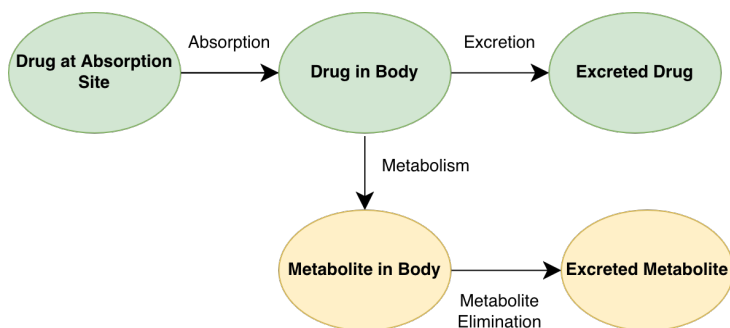 Absorption
Excretion
Drug at Absorption
Site
Drug in Body
Excreted Drug
Metabolism
Metabolite in Body
Excreted Metabolite
Metabolite
Elimination